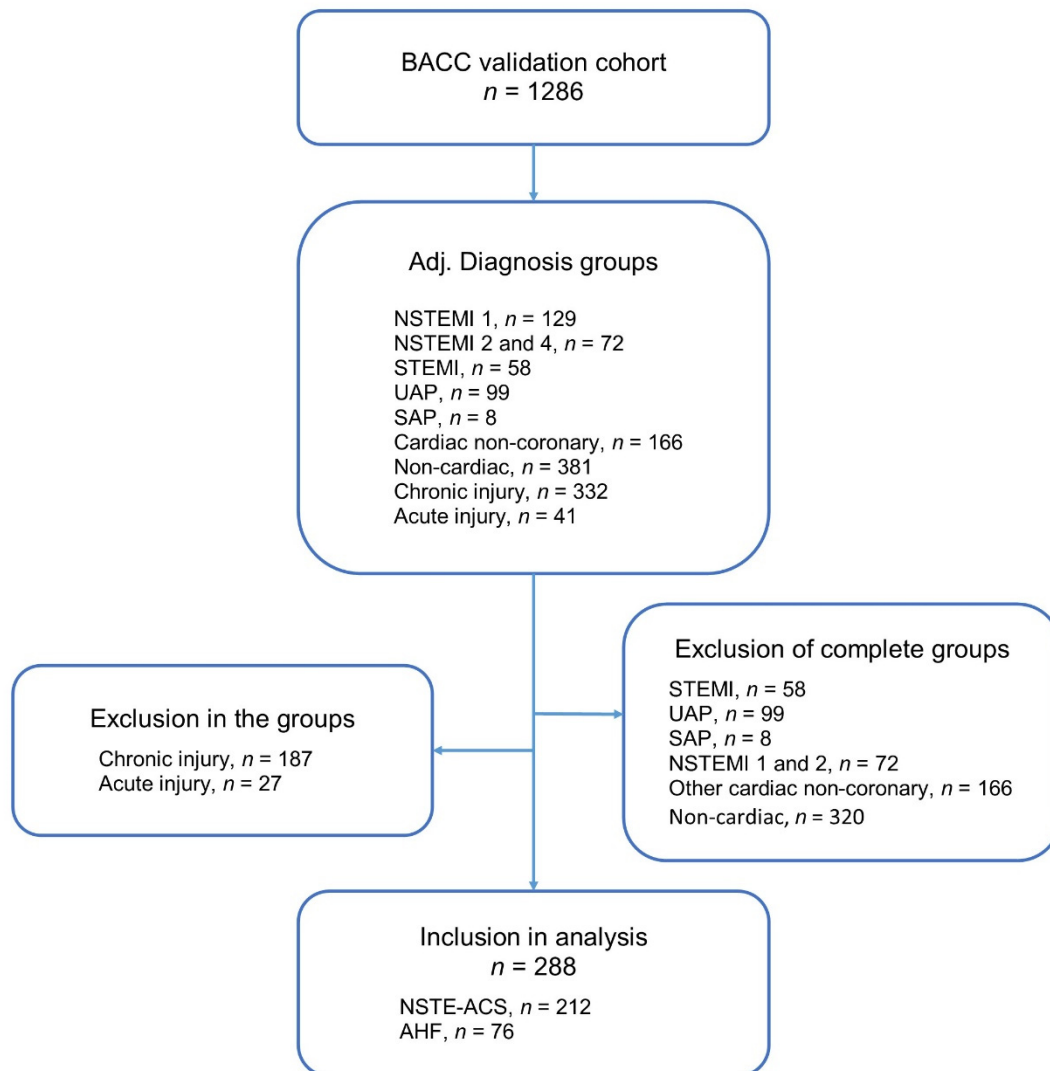 BACC validation cohort
n = 1286
Adj. Diagnosis groups
NSTEMI 1, n = 129
NSTEMI 2 and 4, n = 72
STEMI, n = 58
UAP, n = 99
SAP, n = 8
Cardiac non-coronary, n = 166
Non-cardiac, n = 381
Chronic injury, n = 332
Acute injury, n = 41
Exclusion in the groups
Chronic injury, n = 187
Acute injury, n = 27
Exclusion of complete groups
STEMI, n = 58
UAP, n = 99
SAP, n = 8
NSTEMI 1 and 2, n = 72
Other cardiac non-coronary, n = 166
Non-cardiac, n = 320
Inclusion in analysis
n = 288
NSTE-ACS, n = 212
AHF, n = 76